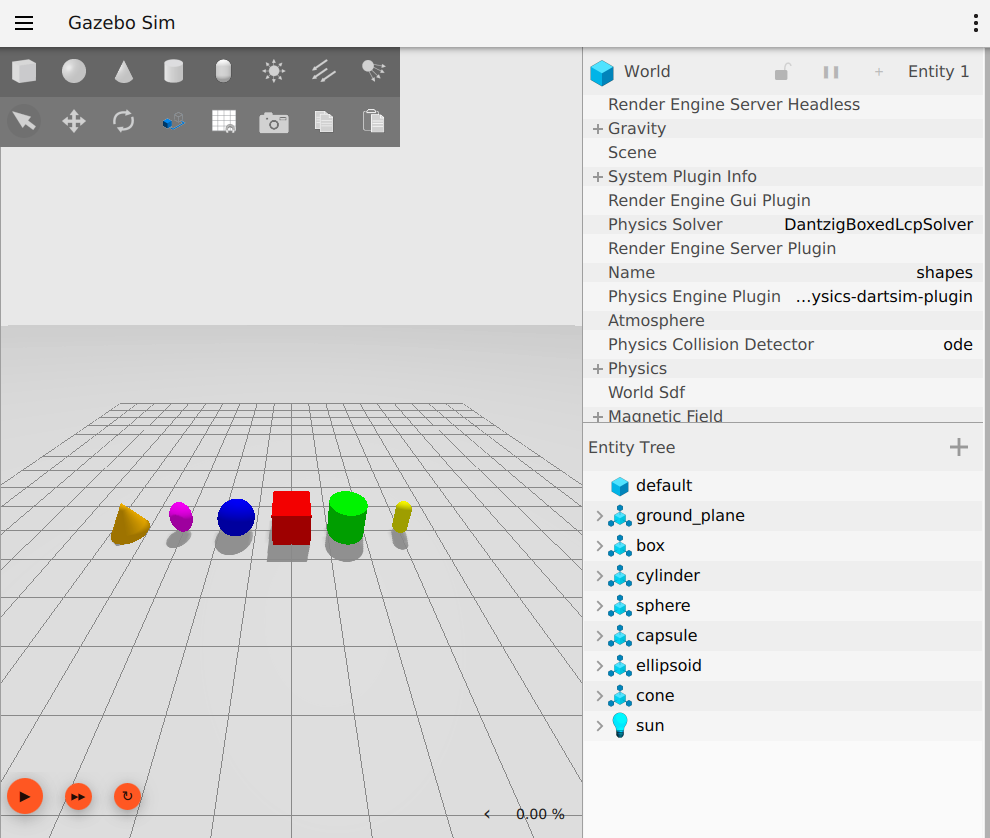 Gazebo Sim
World + Entity 1
Render Engine Server Headless
+ Gravity
Scene
+ System Plugin Info
Render Engine Gui Plugin
Physics Solver DantzigBoxedLcpSolver
Render Engine Server Plugin
Name shapes
Physics Engine Plugin ...ysics-dartsim-plugin
Atmosphere
Physics Collision Detector ode
+ Physics
World Sdf
+ Magnetic Field
Entity Tree +
default
ground_plane
box
cylinder
sphere
capsule
ellipsoid
cone
sun
0.00 %